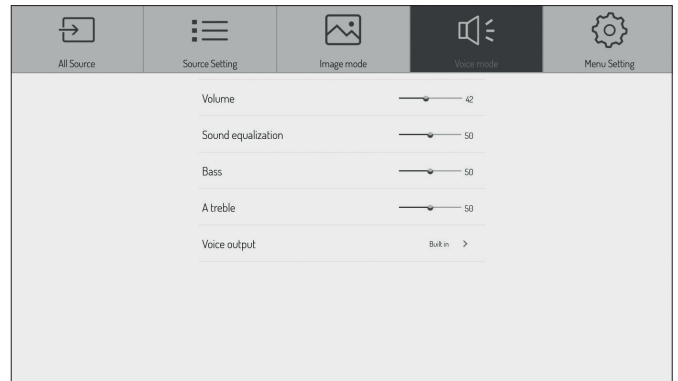 All Source
Source Setting
Image mode
Voice mode
Menu Setting
Volume 42
Sound equalization 50
Bass 50
A treble 50
Voice output Built in >